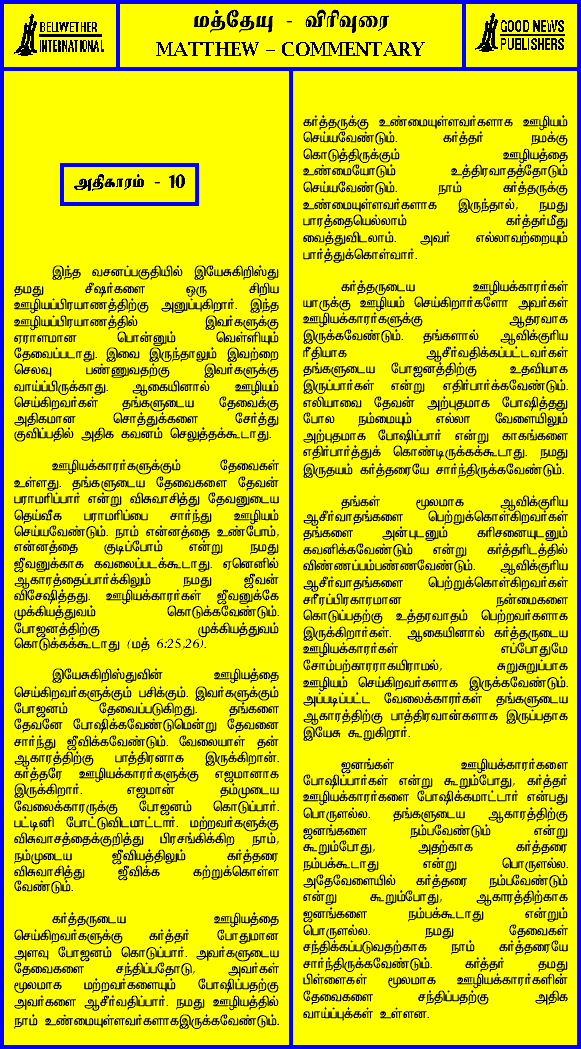 BELIWETHER
INTERNATIONAL
மத்தேயு - விரிவுரை
MATTHEW – COMMENTARY
GOOD NEWS
PUBLISHERS
அதிகாரம் - 10
இந்த வசனப்பகுதியில் இயேசுகிறிஸ்து
தமது சீஷர்களை ஒரு சிறிய
ஊழியப்பிரயாணத்திற்கு அனுப்புகிறார். இந்த
ஊழியப்பிரயாணத்தில் இவர்களுக்கு
ஏராளமான பொன்னும் வெள்ளியும்
தேவைப்படாது. இவை இருந்தாலும் இவற்றை
செலவு பண்ணுவதற்கு இவர்களுக்கு
வாய்ப்பிருக்காது. ஆகையினால் ஊழியம்
செய்கிறவர்கள் தங்களுடைய தேவைக்கு
அதிகமான சொத்துக்களை சேர்த்து
குவிப்பதில் அதிக கவனம் செலுத்தக்கூடாது.
ஊழியக்காரர்களுக்கும் தேவைகள்
உள்ளது. தங்களுடைய தேவைகளை தேவன்
பராமரிப்பார் என்று விசுவாசித்து தேவனுடைய
தெய்வீக பராமரிப்பை சார்ந்து ஊழியம்
செய்யவேண்டும். நாம் என்னத்தை உண்போம்,
என்னத்தை குடிப்போம் என்று நமது
ஜீவனுக்காக கவலைப்படக்கூடாது. ஏனெனில்
ஆகாரத்தைப்பார்க்கிலும் நமது ஜீவன்
விசேஷித்தது. ஊழியக்காரர்கள் ஜீவனுக்கே
முக்கியத்துவம் கொடுக்கவேண்டும்.
போஜனத்திற்கு முக்கியத்துவம்
கொடுக்கக்கூடாது (மத் 6:25,26).
இயேசுகிறிஸ்துவின் ஊழியத்தை
செய்கிறவர்களுக்கும் பசிக்கும். இவர்களுக்கும்
போஜனம் தேவைப்படுகிறது. தங்களை
தேவனே போஷிக்கவேண்டுமென்று தேவனை
சார்ந்து ஜீவிக்கவேண்டும். வேலையாள் தன்
ஆகாரத்திற்கு பாத்திரனாக இருக்கிறான்.
கர்த்தரே ஊழியக்காரர்களுக்கு எஜமானாக
இருக்கிறார். எஜமான் தம்முடைய
வேலைக்காரருக்கு போஜனம் கொடுப்பார்.
பட்டினி போட்டுவிடமாட்டார். மற்றவர்களுக்கு
விசுவாசத்தைக்குறித்து பிரசங்கிக்கிற நாம்,
நம்முடைய ஜீவியத்திலும் கர்த்தரை
விசுவாசித்து ஜீவிக்க கற்றுக்கொள்ள
வேண்டும்.
கர்த்தருடைய ஊழியத்தை
செய்கிறவர்களுக்கு கர்த்தர் போதுமான
அளவு போஜனம் கொடுப்பார். அவர்களுடைய
தேவைகளை சந்திப்பதோடு, அவர்கள்
மூலமாக மற்றவர்களையும் போஷிப்பதற்கு
அவர்களை ஆசீர்வதிப்பார். நமது ஊழியத்தில்
நாம் உண்மையுள்ளவர்களாகஇருக்கவேண்டும்.
கர்த்தருக்கு உண்மையுள்ளவர்களாக ஊழியம்
செய்யவேண்டும். கர்த்தர் நமக்கு
கொடுத்திருக்கும் ஊழியத்தை
உண்மையோடும் உத்திரவாதத்தோடும்
செய்யவேண்டும். நாம் கர்த்தருக்கு
உண்மையுள்ளவர்களாக இருந்தால், நமது
பாரத்தையெல்லாம் கர்த்தர்மீது
வைத்துவிடலாம். அவர் எல்லாவற்றையும்
பார்த்துக்கொள்வார்.
கர்த்தருடைய ஊழியக்காரர்கள்
யாருக்கு ஊழியம் செய்கிறார்களோ அவர்கள்
ஊழியக்காரர்களுக்கு ஆதரவாக
இருக்கவேண்டும். தங்களால் ஆவிக்குரிய
ரீதியாக ஆசீர்வதிக்கப்பட்டவர்கள்
தங்களுடைய போஜனத்திற்கு உதவியாக
இருப்பார்கள் என்று எதிர்பார்க்கவேண்டும்.
எலியாவை தேவன் அற்புதமாக போஷித்தது
போல நம்மையும் எல்லா வேளையிலும்
அற்புதமாக போஷிப்பார் என்று காகங்களை
எதிர்பார்த்துக் கொண்டிருக்கக்கூடாது. நமது
இருதயம் கர்த்தரையே சார்ந்திருக்கவேண்டும்.
தங்கள் மூலமாக ஆவிக்குரிய
ஆசீர்வாதங்களை பெற்றுக்கொள்கிறவர்கள்
தங்களை அன்புடனும் கரிசனையுடனும்
கவனிக்கவேண்டும் என்று கர்த்தரிடத்தில்
விண்ணப்பம்பண்ணவேண்டும். ஆவிக்குரிய
ஆசீர்வாதங்களை பெற்றுக்கொள்கிறவர்கள்
சரீரப்பிரகாரமான நன்மைகளை
கொடுப்பதற்கு உத்தரவாதம் பெற்றவர்களாக
இருக்கிறார்கள். ஆகையினால் கர்த்தருடைய
ஊழியக்காரர்கள் எப்போதுமே
சோம்பற்காரராகயிராமல், சுறுசுறுப்பாக
ஊழியம் செய்கிறவர்களாக இருக்கவேண்டும்.
அப்படிப்பட்ட வேலைக்காரர்கள் தங்களுடைய
ஆகாரத்திற்கு பாத்திரவான்களாக இருப்பதாக
இயேசு கூறுகிறார்.
ஜனங்கள் ஊழியக்காரர்களை
போஷிப்பார்கள் என்று கூறும்போது, கர்த்தர்
ஊழியக்காரர்களை போஷிக்கமாட்டார் என்பது
பொருளல்ல. தங்களுடைய ஆகாரத்திற்கு
ஜனங்களை நம்பவேண்டும் என்று
கூறும்போது, அதற்காக கர்த்தரை
நம்பக்கூடாது என்று பொருளல்ல.
அதேவேளையில் கர்த்தரை நம்பவேண்டும்
என்று கூறும்போது, ஆகாரத்திற்காக
ஜனங்களை நம்பக்கூடாது என்றும்
பொருளல்ல. நமது தேவைகள்
சந்திக்கப்படுவதற்காக நாம் கர்த்தரையே
சார்ந்திருக்கவேண்டும். கர்த்தர் தமது
பிள்ளைகள் மூலமாக ஊழியக்காரர்களின்
தேவைகளை சந்திப்பதற்கு அதிக
வாய்ப்புக்கள் உள்ளன.